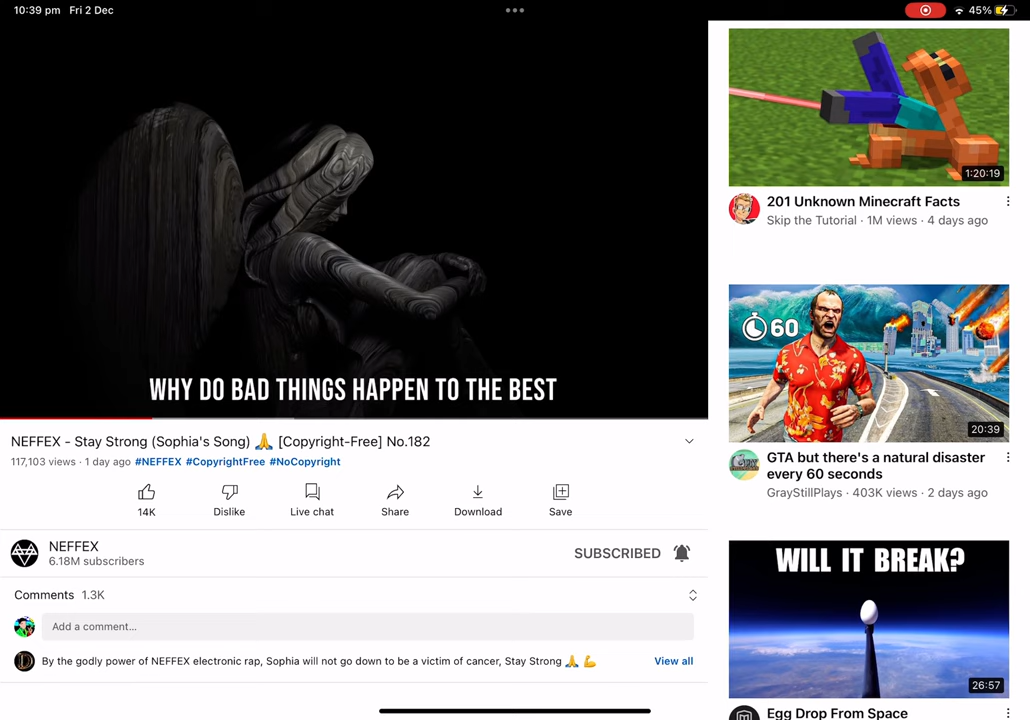 10:39 pm Fri 2 Dec
45%
WHY DO BAD THINGS HAPPEN TO THE BEST
NEFFEX - Stay Strong (Sophia's Song) 🙏 [Copyright-Free] No.182
117,103 views · 1 day ago #NEFFEX #CopyrightFree #NoCopyright
14K Dislike Live chat Share Download Save
NEFFEX
6.18M subscribers
SUBSCRIBED
Comments 1.3K
Add a comment...
By the godly power of NEFFEX electronic rap, Sophia will not go down to be a victim of cancer, Stay Strong 🙏 💪 View all
1:20:19
201 Unknown Minecraft Facts
Skip the Tutorial · 1M views · 4 days ago
60
20:39
GTA but there's a natural disaster
every 60 seconds
GrayStillPlays · 403K views · 2 days ago
WILL IT BREAK?
26:57
Egg Drop From Space